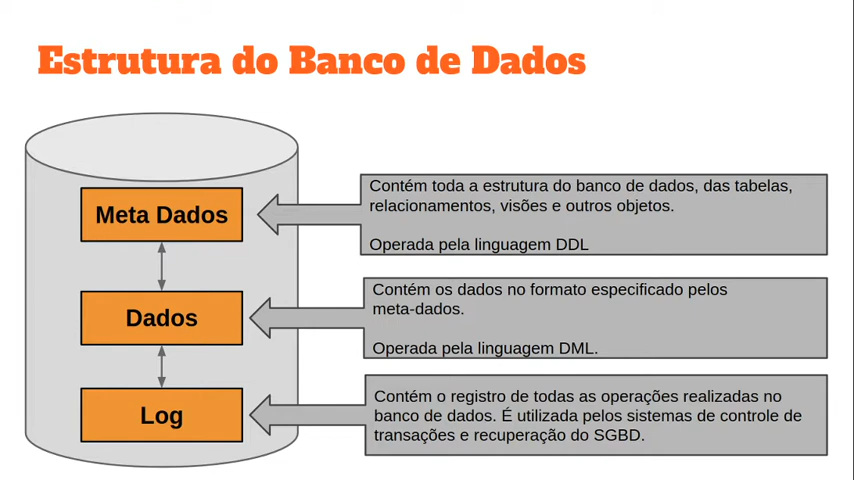 Estrutura do Banco de Dados
Meta Dados
Contém toda a estrutura do banco de dados, das tabelas,
relacionamentos, visões e outros objetos.
Operada pela linguagem DDL
Dados
Contém os dados no formato especificado pelos
meta-dados.
Operada pela linguagem DML.
Log
Contém o registro de todas as operações realizadas no
banco de dados. É utilizada pelos sistemas de controle de
transações e recuperação do SGBD.